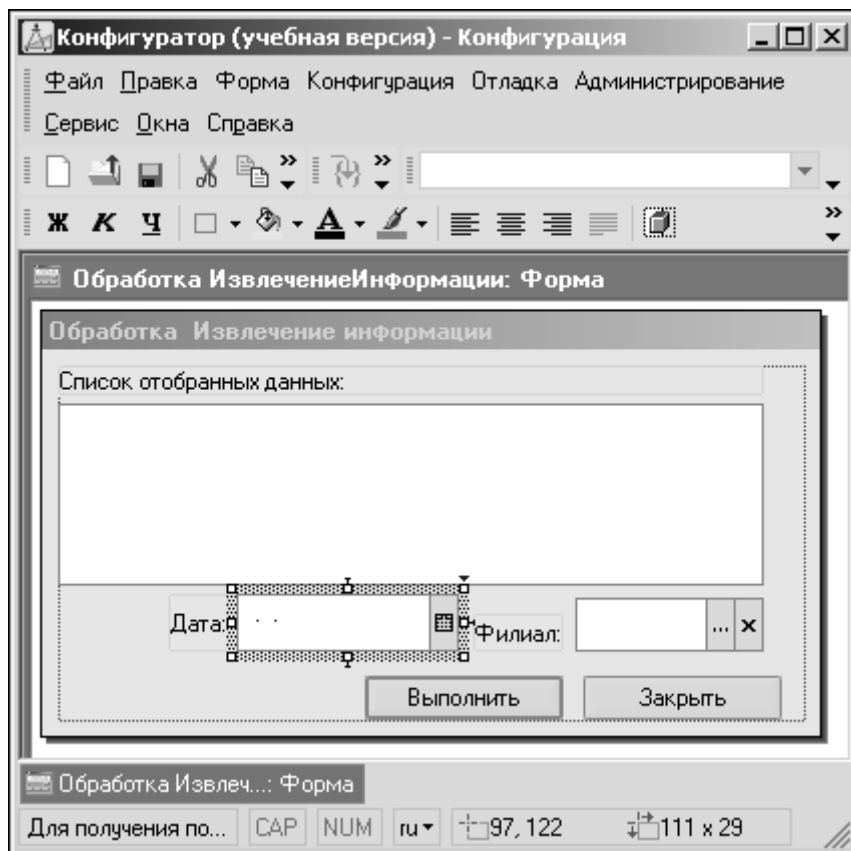 Конфигуратор (учебная версия) - Конфигурация
Файл Правка Форма Конфигурация Отладка Администрирование
Сервис Окна Справка
Ж К Ч A
Обработка ИзвлечениеИнформации: Форма
Обработка Извлечение информации
Список отобранных данных:
Дата: . . Филиал: ... ×
Выполнить Закрыть
Обработка Извлеч...: Форма
Для получения по... CAP NUM ru 97, 122 111 x 29